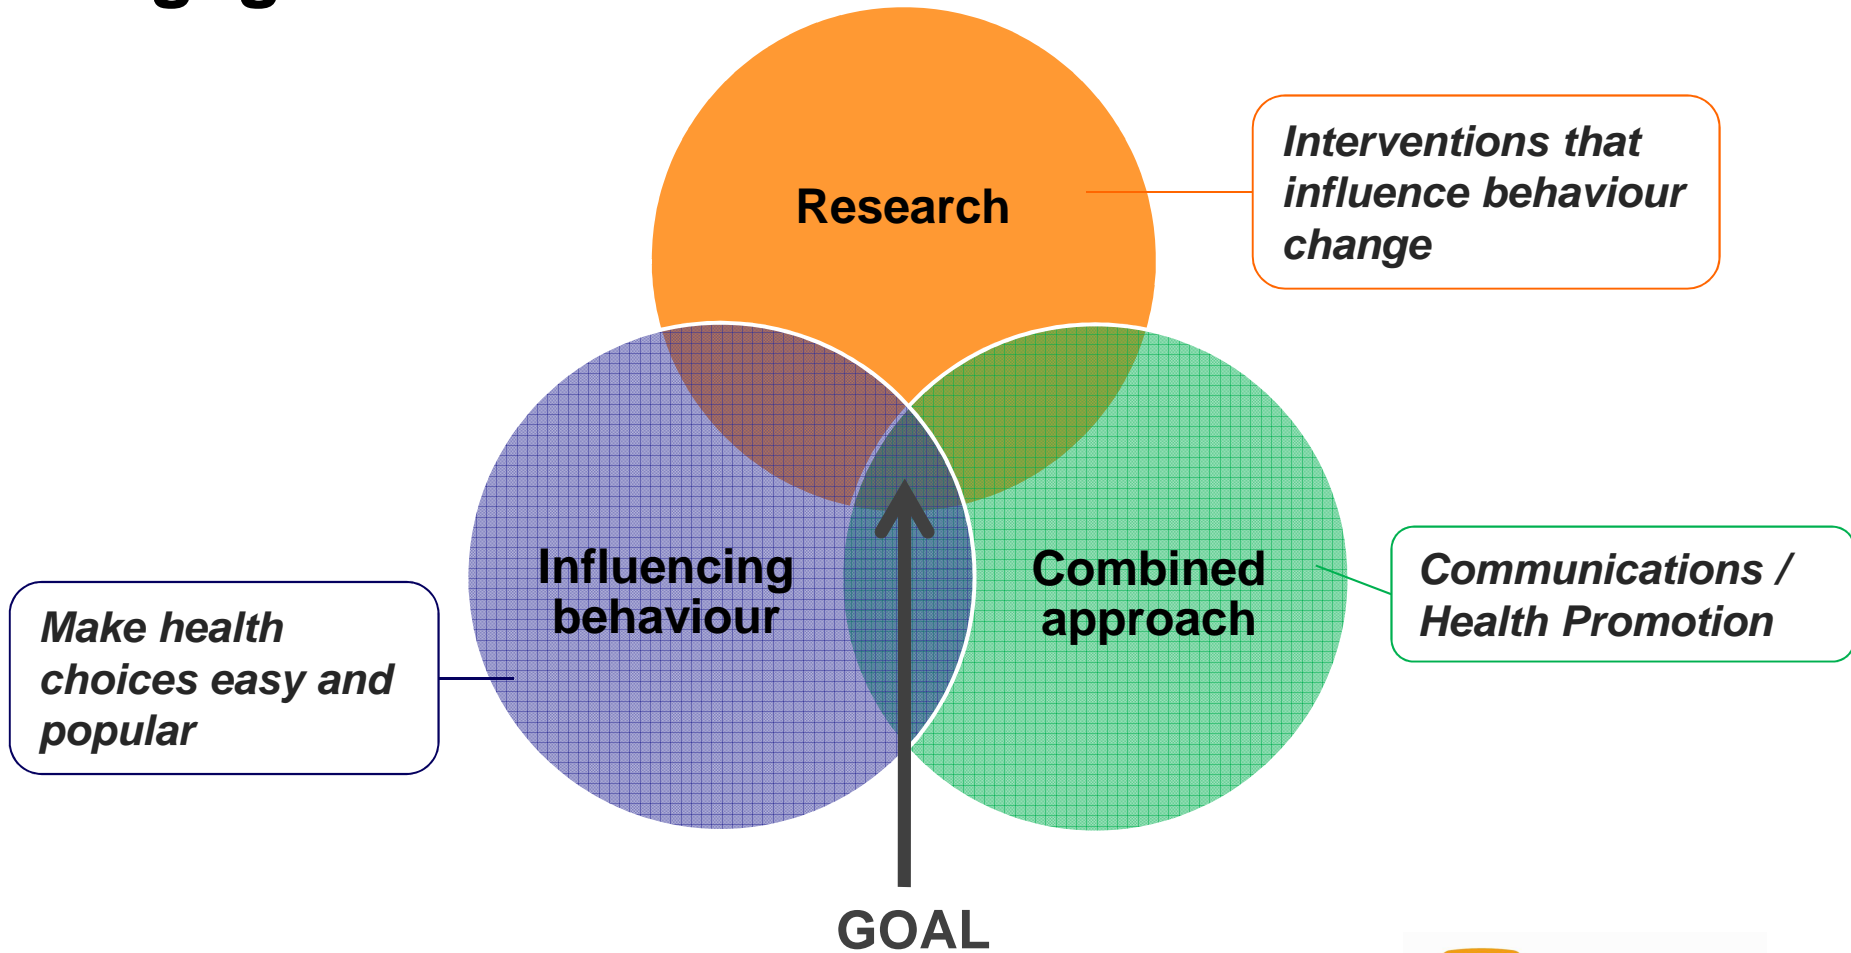 Research
Interventions that
influence behaviour
change
Influencing
behaviour
Combined
approach
Communications /
Health Promotion
Make health
choices easy and
popular
GOAL